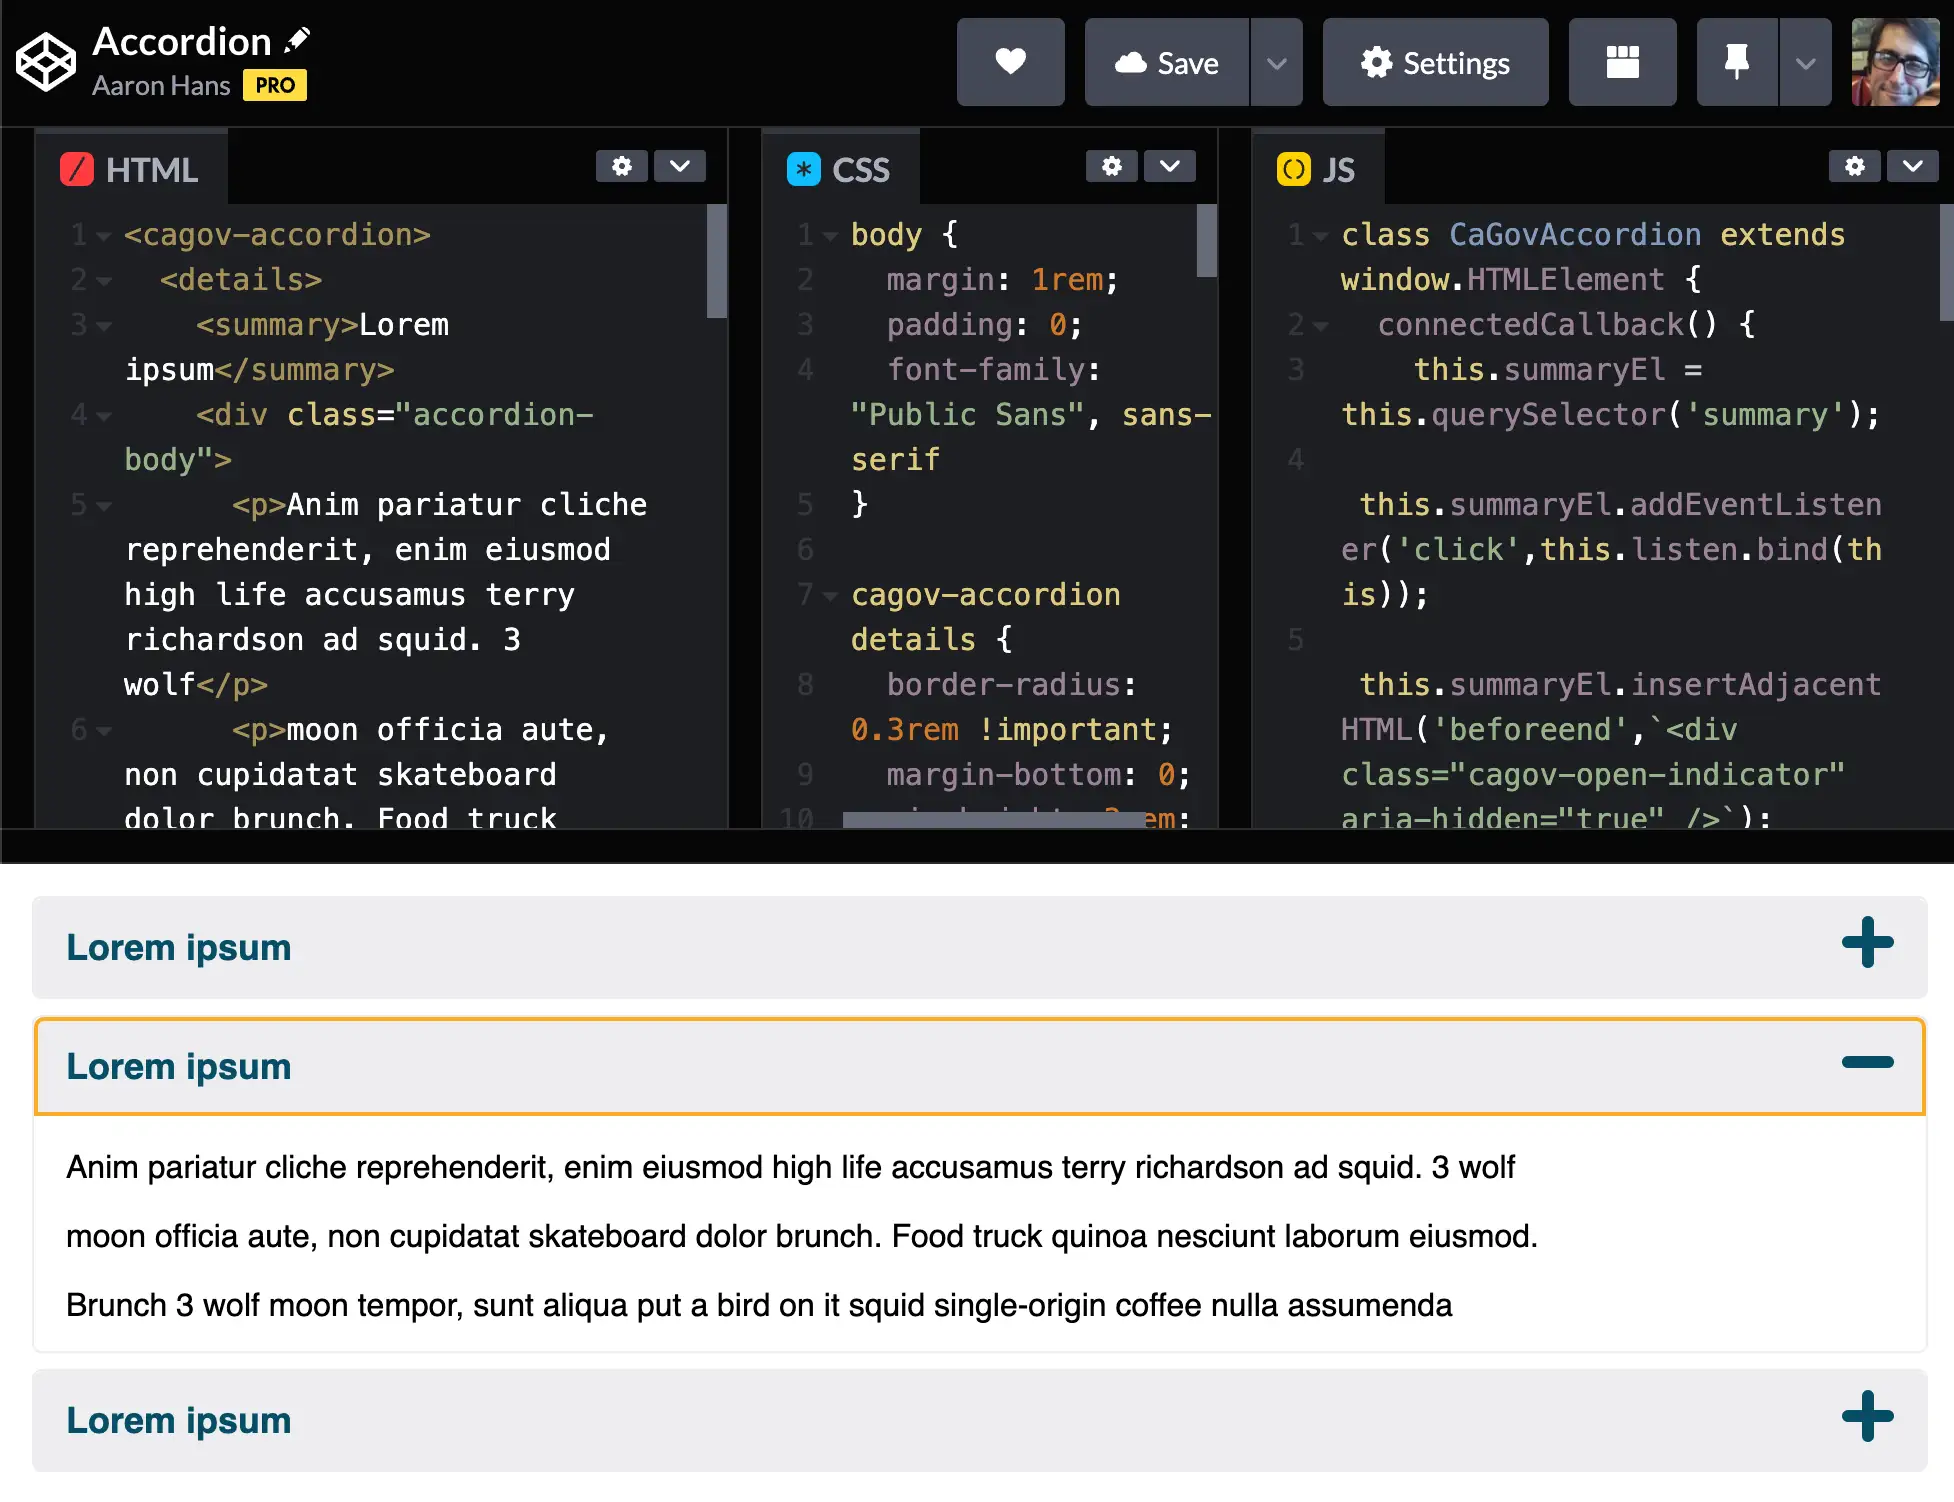 Accordion
Aaron Hans PRO
Save
Settings
HTML
1 <cagov-accordion>
2 <details>
3 <summary>Lorem
ipsum</summary>
4 <div class="accordion-
body">
5 <p>Anim pariatur cliche
reprehenderit, enim eiusmod
high life accusamus terry
richardson ad squid. 3
wolf</p>
6 <p>moon officia aute,
non cupidatat skateboard
dolor brunch. Food truck
CSS
1 body {
2 margin: 1rem;
3 padding: 0;
4 font-family:
"Public Sans", sans-
serif
5 }
6
7 cagov-accordion
details {
8 border-radius:
0.3rem !important;
9 margin-bottom: 0;
10
JS
1 class CaGovAccordion extends
window.HTMLElement {
2 connectedCallback() {
3 this.summaryEl =
this.querySelector('summary');
4
this.summaryEl.addEventListen
er('click',this.listen.bind(th
is));
5
this.summaryEl.insertAdjacent
HTML('beforeend',`<div
class="cagov-open-indicator"
aria-hidden="true" />`);
Lorem ipsum
Lorem ipsum
Anim pariatur cliche reprehenderit, enim eiusmod high life accusamus terry richardson ad squid. 3 wolf
moon officia aute, non cupidatat skateboard dolor brunch. Food truck quinoa nesciunt laborum eiusmod.
Brunch 3 wolf moon tempor, sunt aliqua put a bird on it squid single-origin coffee nulla assumenda
Lorem ipsum